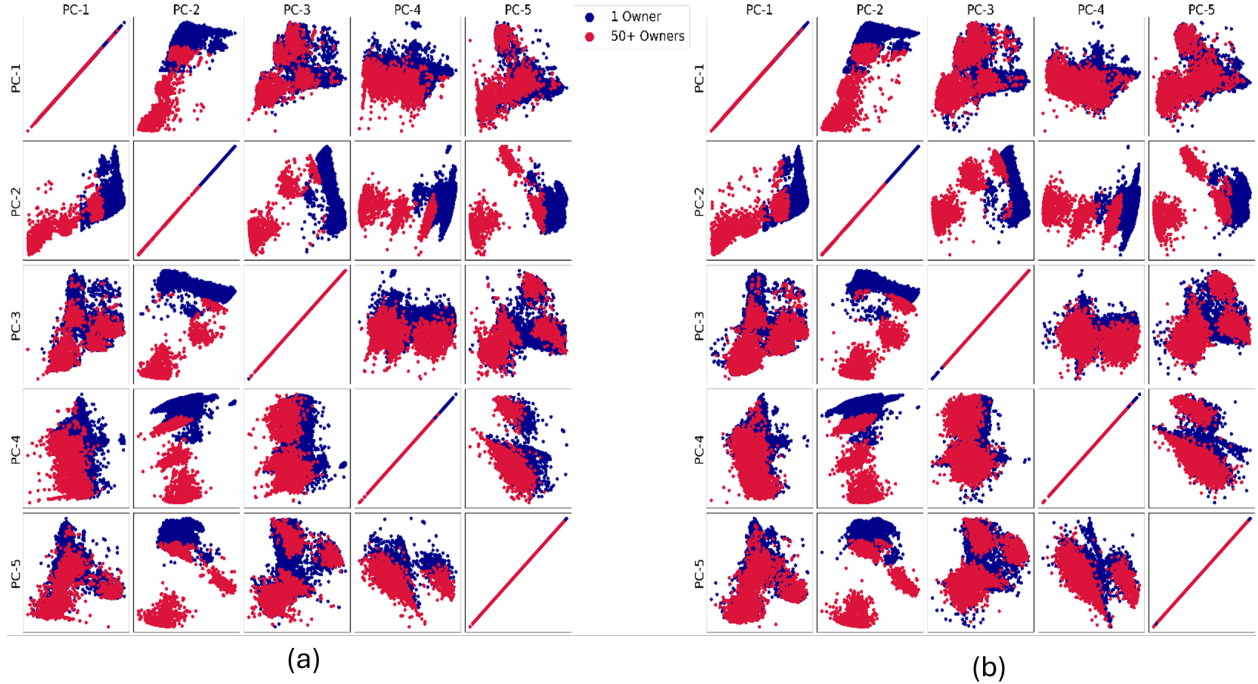 PC-1 PC-2 PC-3 PC-4 PC-5
1 Owner
50+ Owners
PC-1 PC-2 PC-3 PC-4 PC-5
PC-1
PC-2
PC-3
PC-4
PC-5
PC-1
PC-2
PC-3
PC-4
PC-5
(a)
(b)